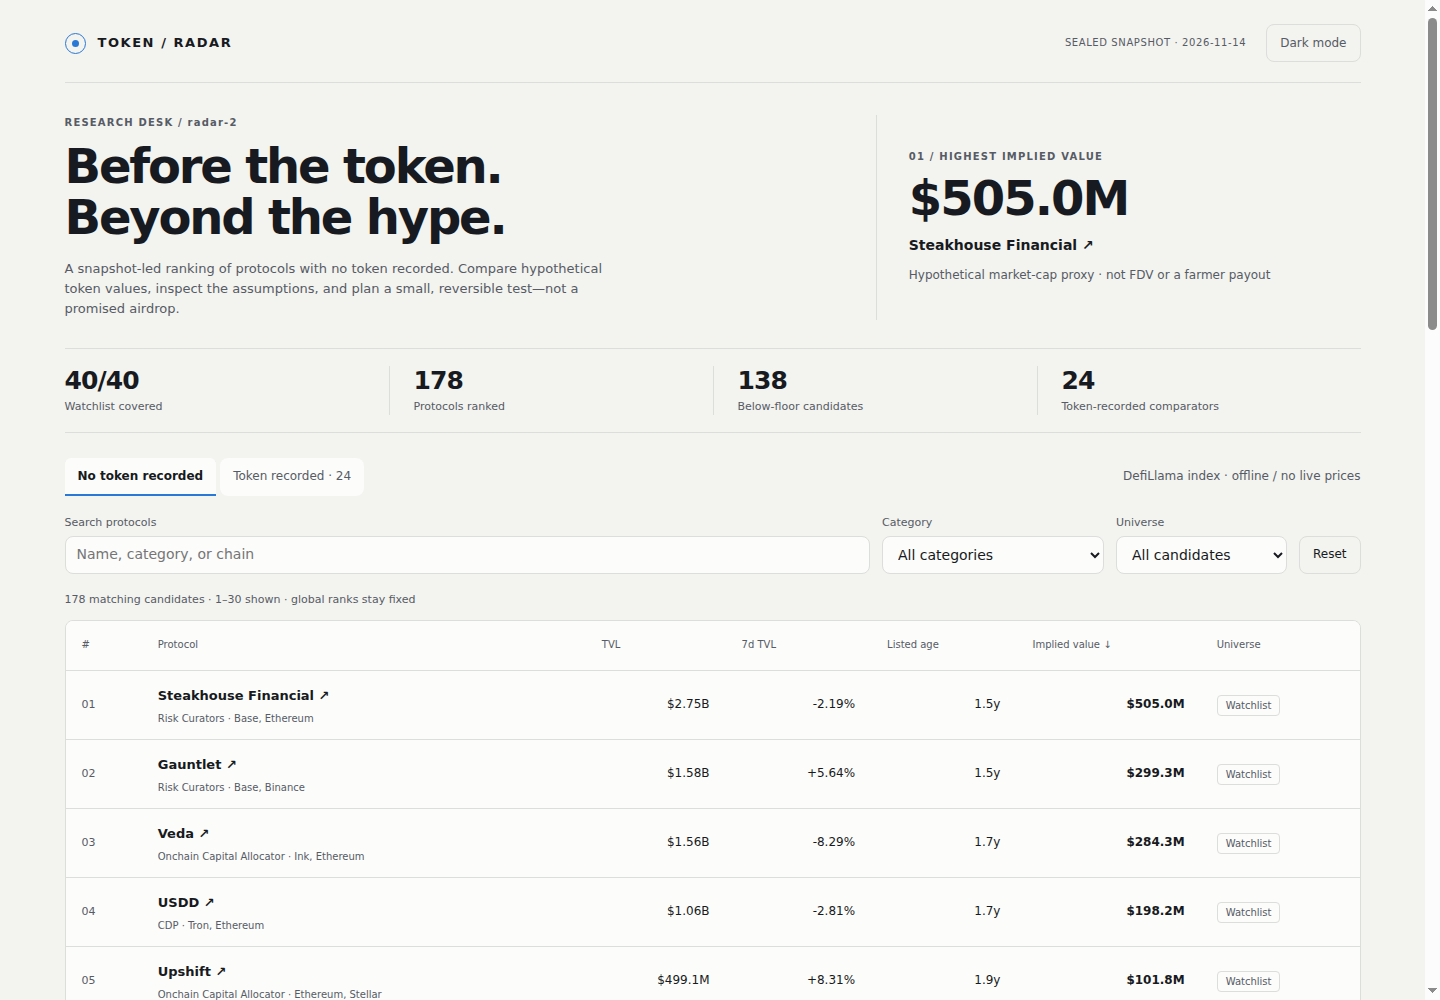 TOKEN / RADAR
SEALED SNAPSHOT · 2026-11-14
Dark mode
RESEARCH DESK / radar-2
Before the token.
Beyond the hype.
A snapshot-led ranking of protocols with no token recorded. Compare hypothetical
token values, inspect the assumptions, and plan a small, reversible test—not a
promised airdrop.
01 / HIGHEST IMPLIED VALUE
$505.0M
Steakhouse Financial ↗
Hypothetical market-cap proxy · not FDV or a farmer payout
40/40
Watchlist covered
178
Protocols ranked
138
Below-floor candidates
24
Token-recorded comparators
No token recorded
Token recorded · 24
DefiLlama index · offline / no live prices
Search protocols
Name, category, or chain
Category
All categories
Universe
All candidates
Reset
178 matching candidates · 1–30 shown · global ranks stay fixed
# Protocol TVL 7d TVL Listed age Implied value ↓ Universe
01 Steakhouse Financial ↗ $2.75B -2.19% 1.5y $505.0M Watchlist
Risk Curators · Base, Ethereum
02 Gauntlet ↗ $1.58B +5.64% 1.5y $299.3M Watchlist
Risk Curators · Base, Binance
03 Veda ↗ $1.56B -8.29% 1.7y $284.3M Watchlist
Onchain Capital Allocator · Ink, Ethereum
04 USDD ↗ $1.06B -2.81% 1.7y $198.2M Watchlist
CDP · Tron, Ethereum
05 Upshift ↗ $499.1M +8.31% 1.9y $101.8M Watchlist
Onchain Capital Allocator · Ethereum, Stellar